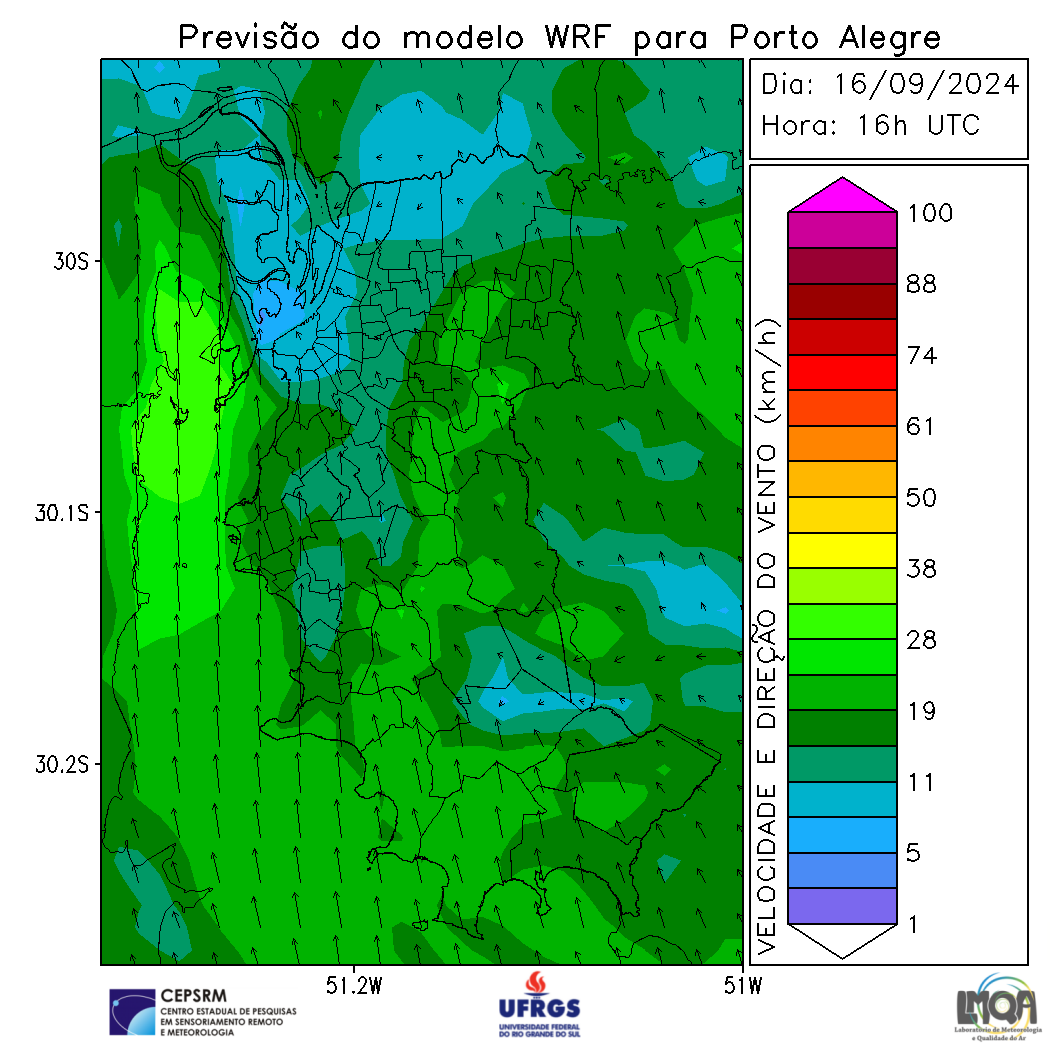 Previsão do modelo WRF para Porto Alegre
Dia: 16/09/2024
Hora: 16h UTC
30S
30.1S
30.2S
51.2W
51W
VELOCIDADE E DIREÇÃO DO VENTO (km/h)
100
88
74
61
50
38
28
19
11
5
1
CEPSRM
CENTRO ESTADUAL DE PESQUISAS
EM SENSORIAMENTO REMOTO
E METEOROLOGIA
UFRGS
UNIVERSIDADE FEDERAL
DO RIO GRANDE DO SUL
LMQA
Laboratório de Meteorologia
e Qualidade do Ar